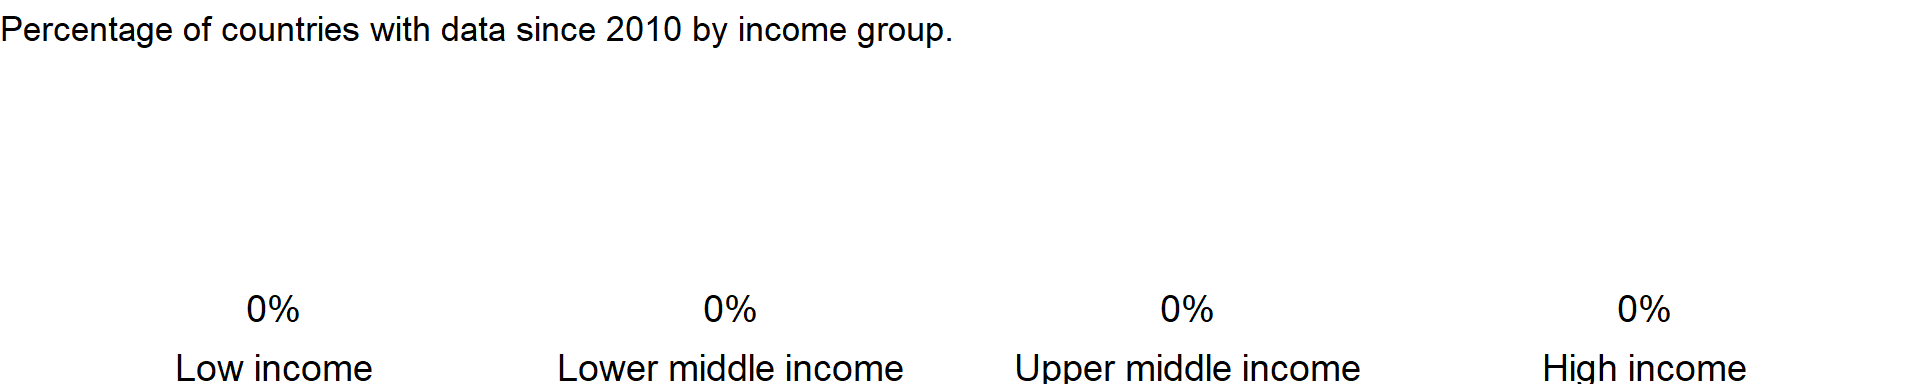 Percentage of countries with data since 2010 by income group.
0% 0% 0% 0%
Low income Lower middle income Upper middle income High income